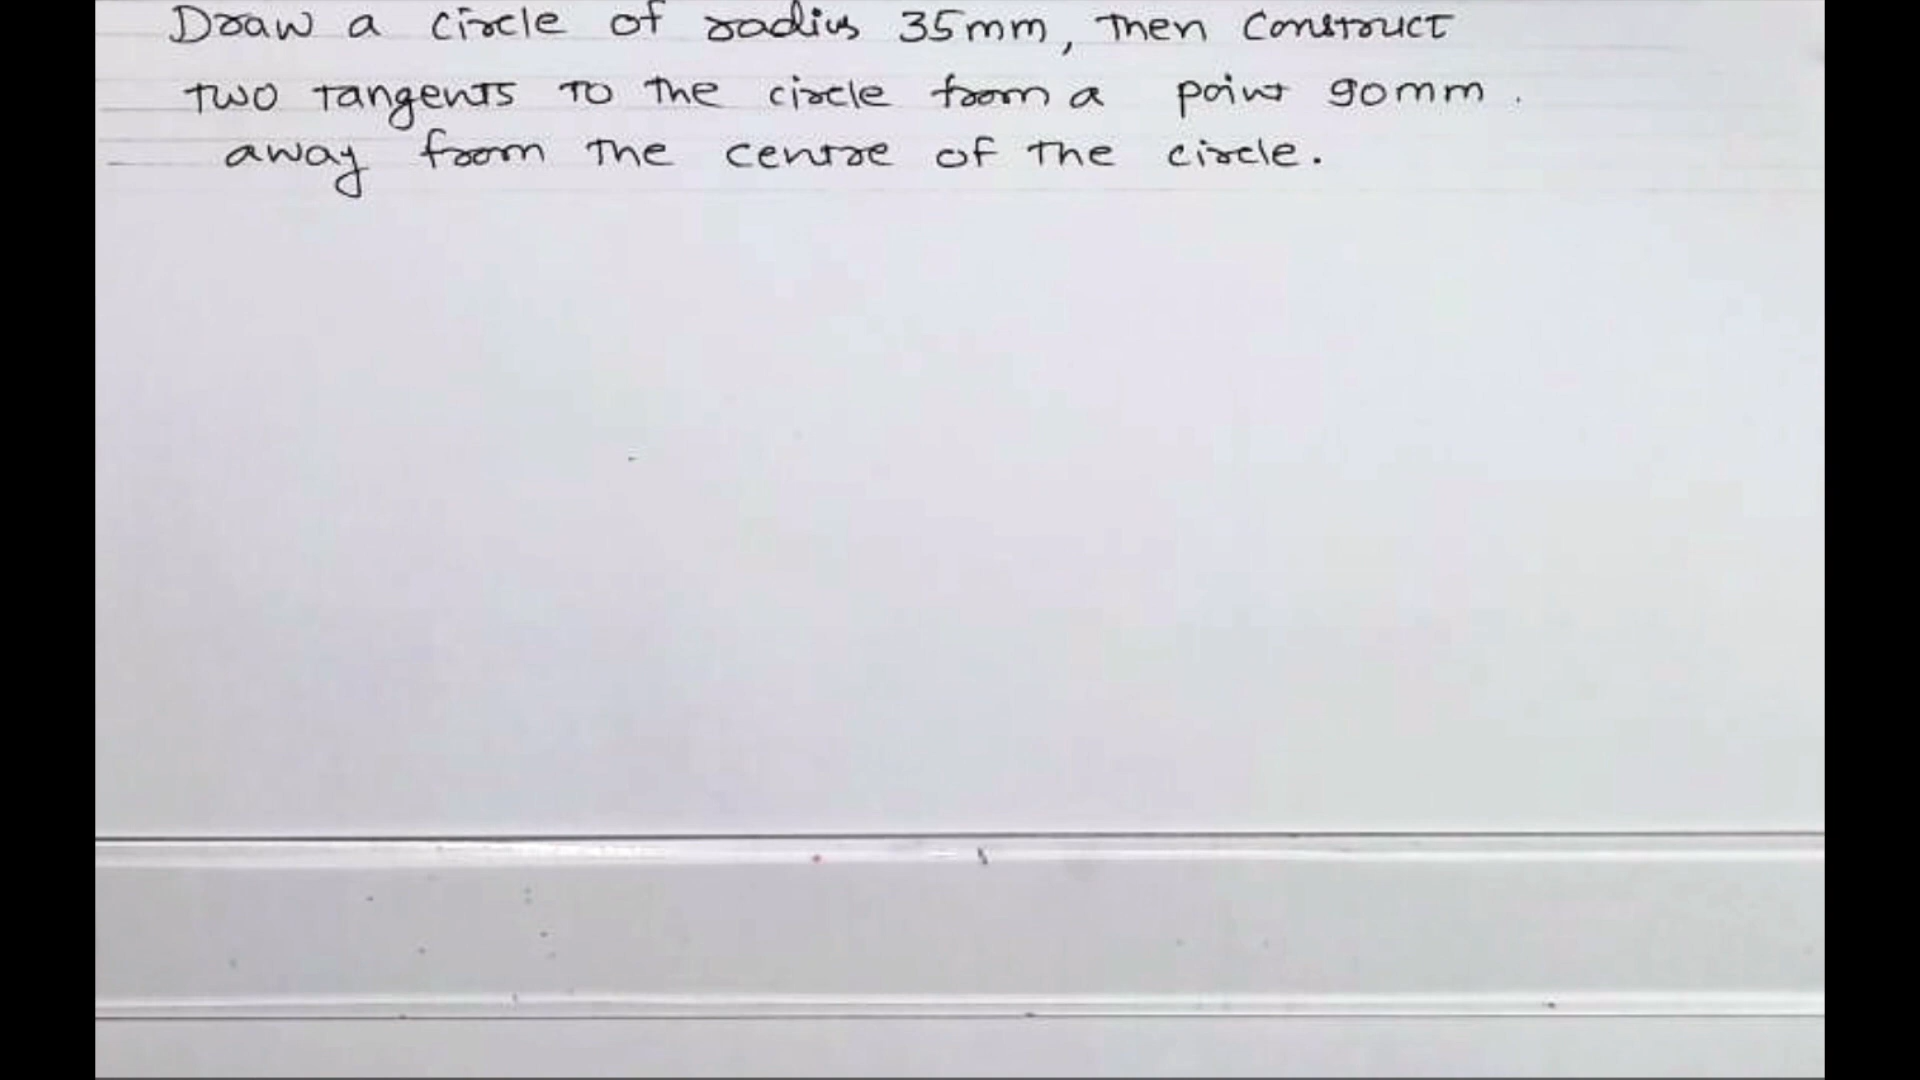 Draw a circle of radius 35mm, then construct
two tangents to the circle from a point 90mm.
away from the centre of the circle.